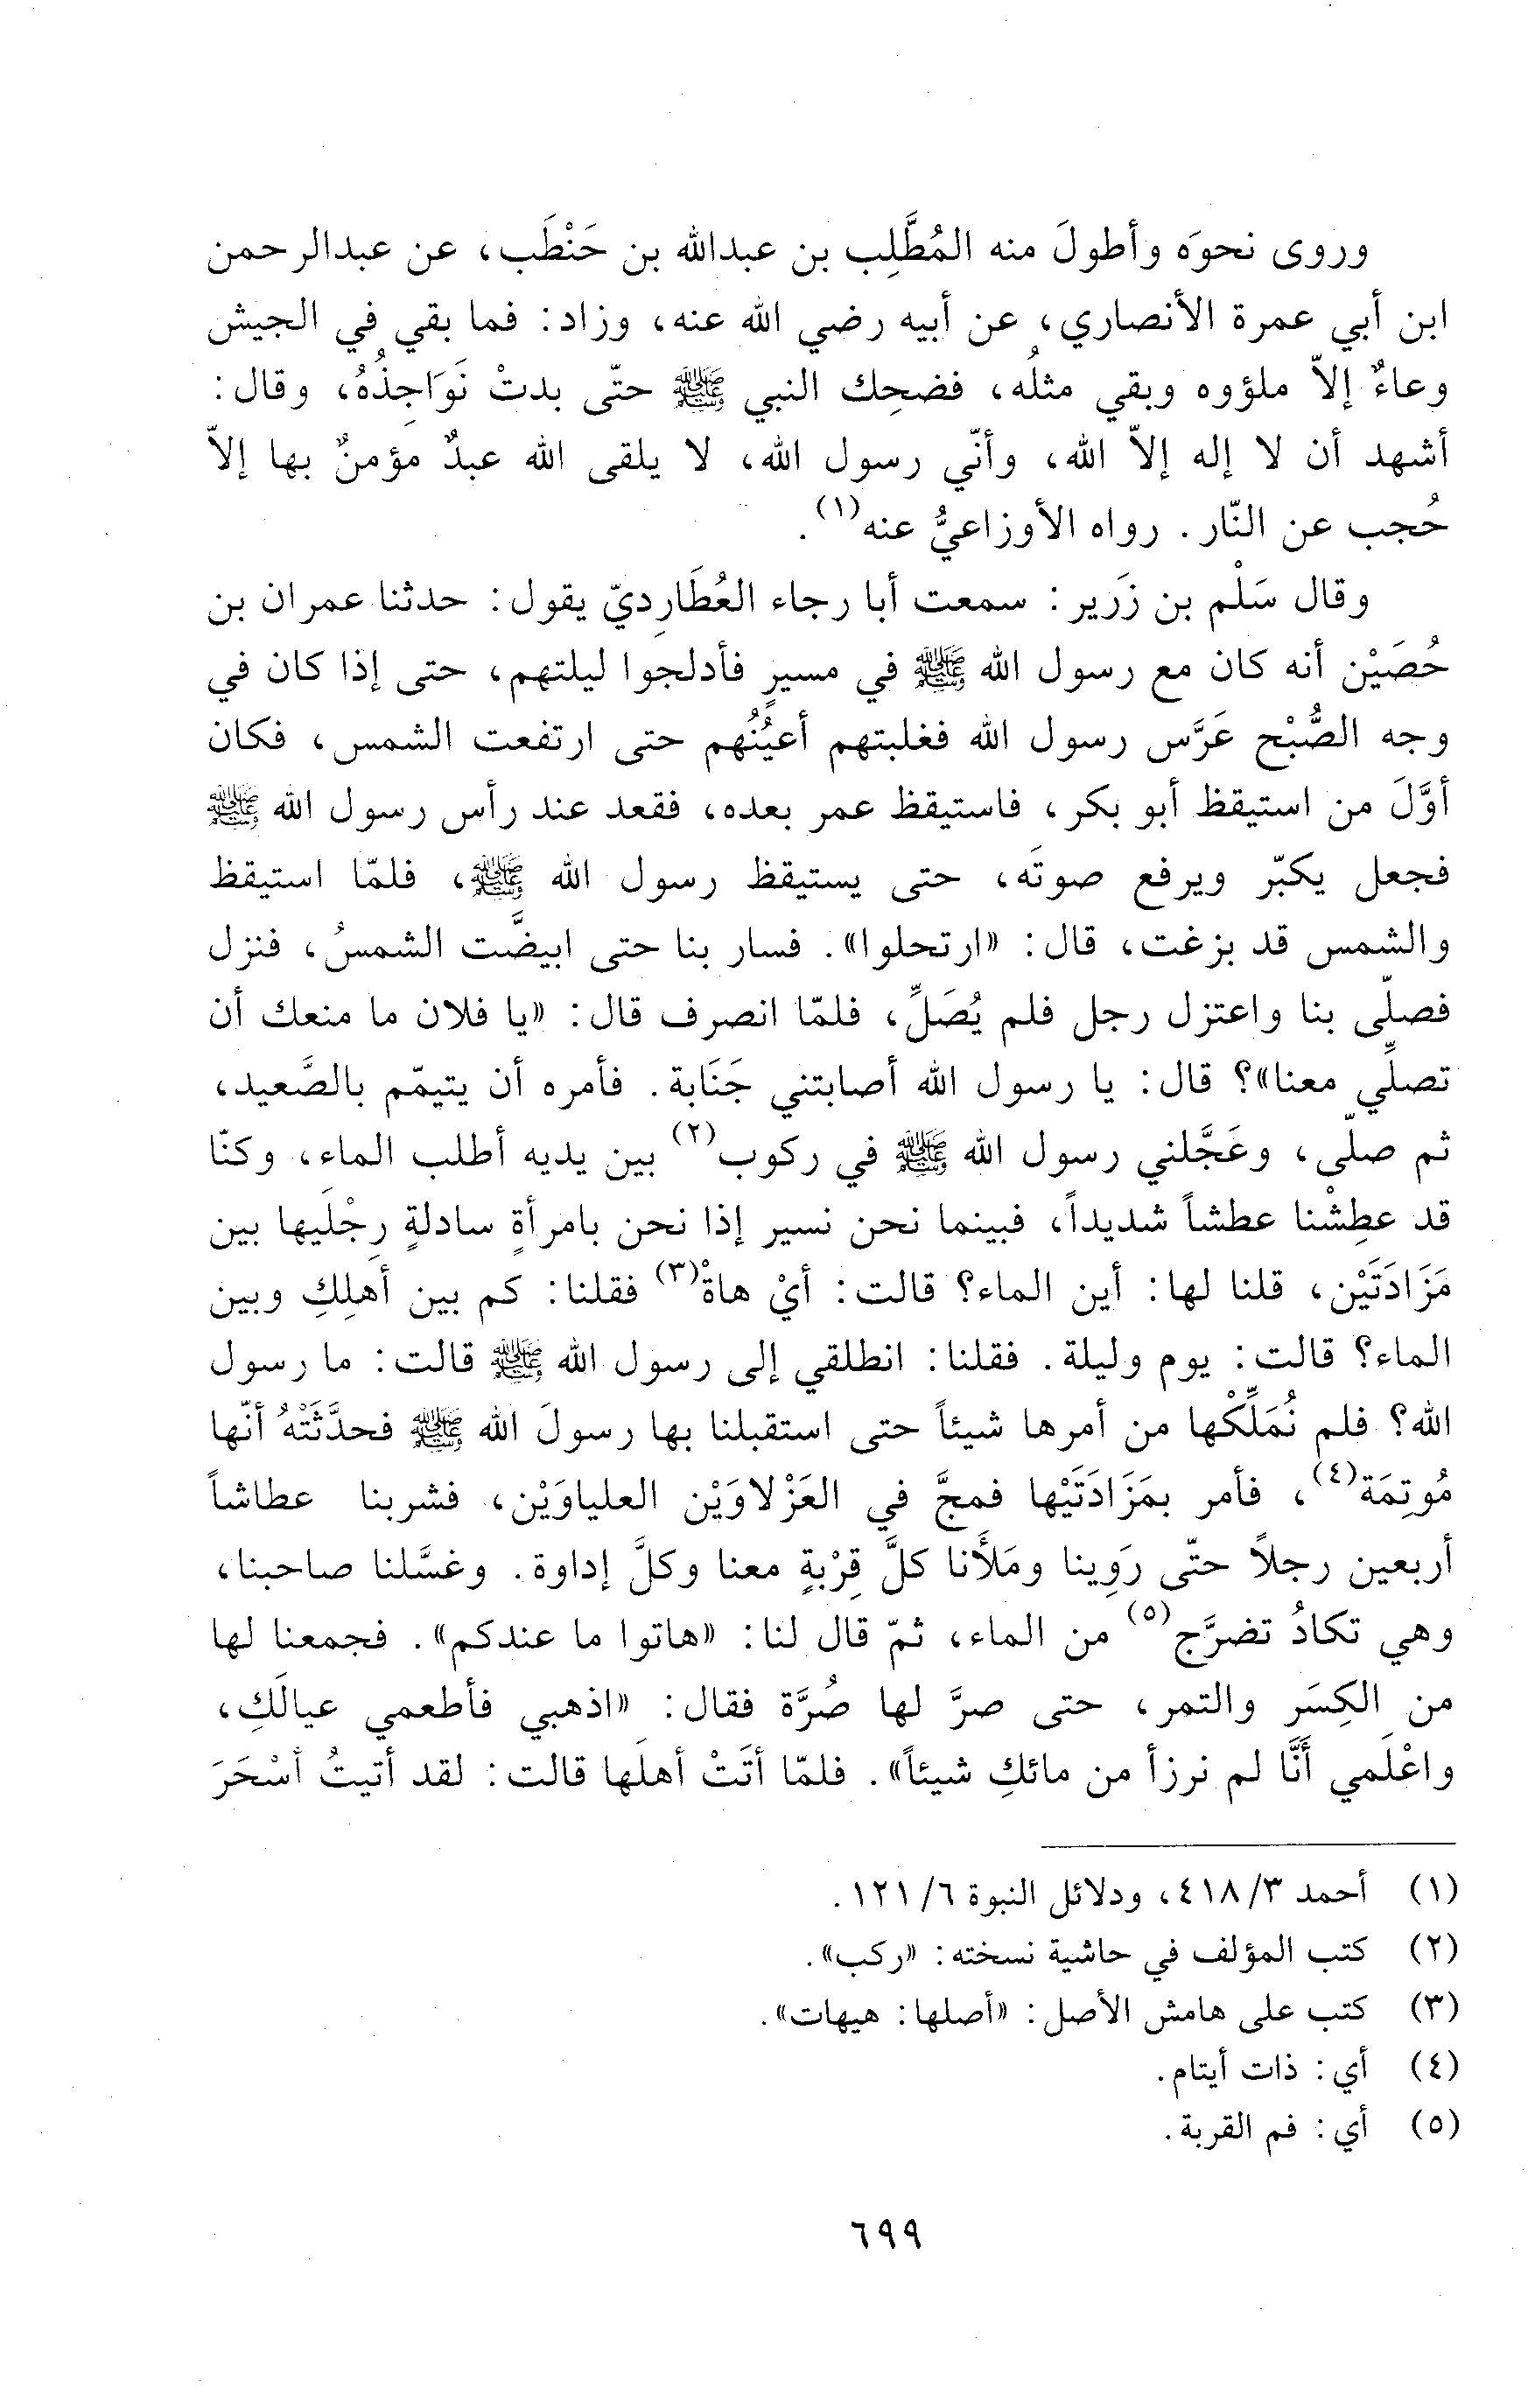 وروى نحوَه وأطولَ منه المُطَّلِب بن عبدالله بن حَنْطَب، عن عبدالرحمن
ابن أبي عمرة الأنصاري، عن أبيه رضي الله عنه، وزاد: فما بقي في الجيش
وعاءٌ إلاّ ملؤوه وبقي مثلُه، فضحِك النبي ﷺ حتّى بدتْ نَوَاجِذُهُ، وقال:
أشهد أن لا إله إلاّ الله، وأنّي رسول الله، لا يلقى الله عبدٌ مؤمنٌ بها إلاّ
حُجب عن النّار. رواه الأوزاعيُّ عنه(١).
وقال سَلْم بن زَرَير: سمعت أبا رجاء العُطَارِديّ يقول: حدثنا عمران بن
حُصَيْن أنه كان مع رسول الله ﷺ في مسيرٍ فأدلجوا ليلتهم، حتى إذا كان في
وجه الصُّبْح عَرَّس رسول الله فغلبتهم أعيُنُهم حتى ارتفعت الشمس، فكان
أوَّلَ من استيقظ أبو بكر، فاستيقظ عمر بعده، فقعد عند رأس رسول الله ﷺ
فجعل يكبّر ويرفع صوتَه، حتى يستيقظ رسول الله ﷺ، فلمّا استيقظ
والشمس قد بزغت، قال: «ارتحلوا». فسار بنا حتى ابيضَّت الشمسُ، فنزل
فصلّى بنا واعتزل رجل فلم يُصَلِّ، فلمّا انصرف قال: «يا فلان ما منعك أن
تصلِّي معنا»؟ قال: يا رسول الله أصابتني جَنَابة. فأمره أن يتيمّم بالصَّعيد،
ثم صلّى، وعَجَّلني رسول الله ﷺ في ركوب(٢) بين يديه أطلب الماء، وكنّا
قد عطِشْنا عطشاً شديداً، فبينما نحن نسير إذا نحن بامرأةٍ سادلةٍ رِجْلَيها بين
مَزَادَتَيْن، قلنا لها: أين الماء؟ قالت: أيْ هاةْ(٣) فقلنا: كم بين أهلِكِ وبين
الماء؟ قالت: يوم وليلة. فقلنا: انطلقي إلى رسول الله ﷺ قالت: ما رسول
الله؟ فلم نُمَلِّكْها من أمرها شيئاً حتى استقبلنا بها رسولَ الله ﷺ فحدَّثَتْهُ أنّها
مُوتِمَة(٤)، فأمر بمَزَادَتَيْها فمجَّ في العَزْلاوَيْن العلياوَيْن، فشربنا عطاشاً
أربعين رجلاً حتّى رَوِينا ومَلأَنا كلَّ قِرْبةٍ معنا وكلَّ إداوة. وغسَّلنا صاحبنا،
وهي تكادُ تضرَّج(٥) من الماء، ثمّ قال لنا: «هاتوا ما عندكم». فجمعنا لها
من الكِسَر والتمر، حتى صرَّ لها صُرَّة فقال: «اذهبي فأطعمي عيالَكِ،
واعْلَمي أَنَّا لم نرزأ من مائكِ شيئاً». فلمّا أتَتْ أهلَها قالت: لقد أتيتُ أسْحَرَ
(١) أحمد ٤١٨/٣، ودلائل النبوة ١٢١/٦.
(٢) كتب المؤلف في حاشية نسخته: «ركب».
(٣) كتب على هامش الأصل: «أصلها: هيهات».
(٤) أي: ذات أيتام.
(٥) أي: فم القربة.
٦٩٩